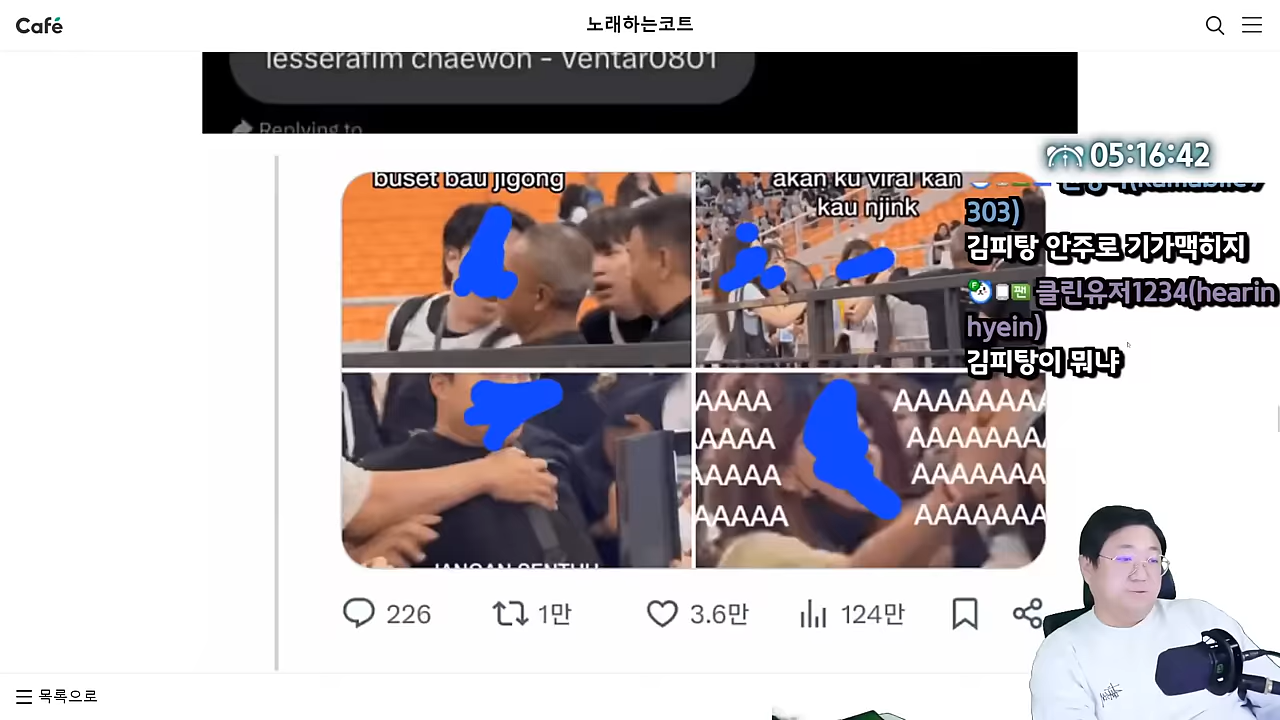 Café
노래하는코트
lesserafim chaewon - Ventar0801
Replying to
05:16:42
buset bau jigong
akan ku viral kan
kau njink
303)
김피탕 안주로 기가맥히지
팬 클린유저1234(hearin
hyein)
김피탕이 뭐냐
AAAA AAAAAAAA
AAAA AAAAAAAA
AAAA AAAAAAA
AAAAA AAAAAAA
JANGAN SENTUH
226 1만 3.6만 124만
목록으로